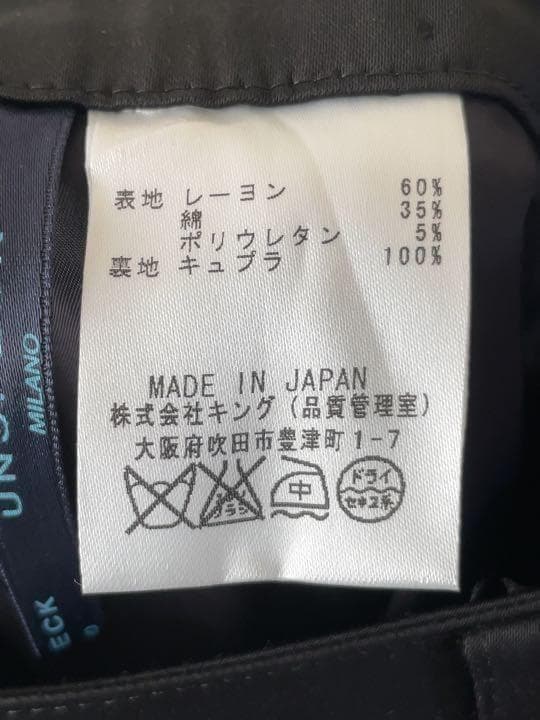 表地 レーヨン 60%
綿 35%
ポリウレタン 5%
裏地 キュプラ 100%
MADE IN JAPAN
株式会社キング(品質管理室)
大阪府吹田市豊津町1-7
中
ドライ
セキユ系
MILANO
ECK